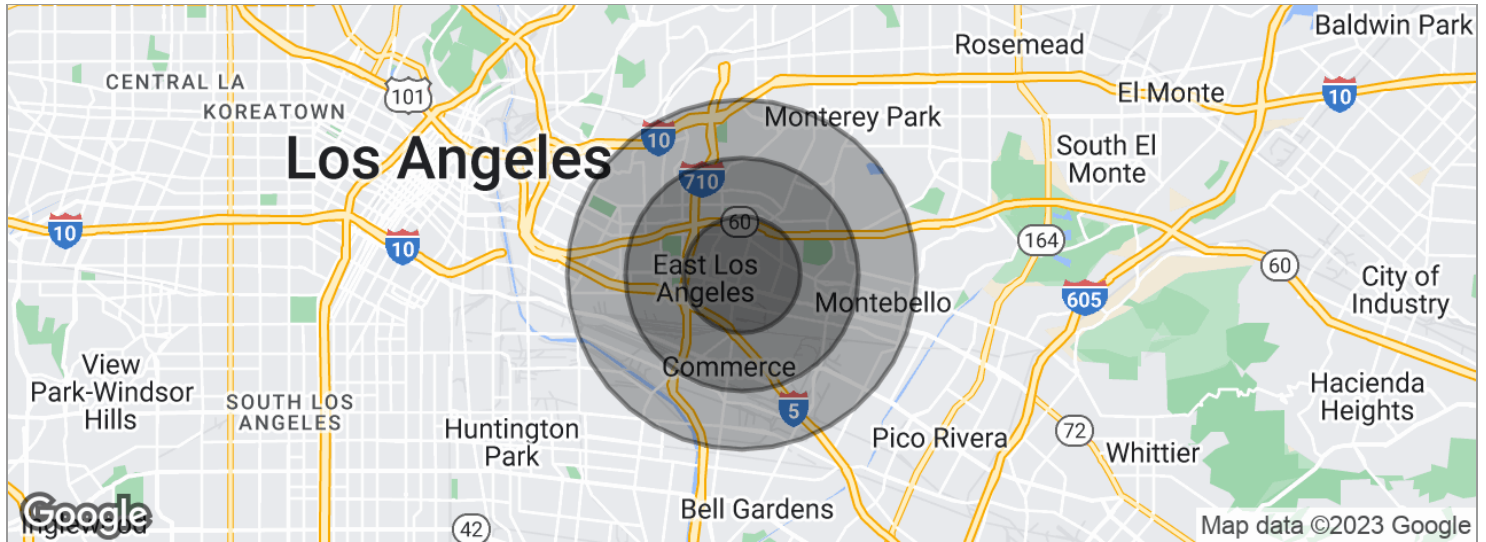 Baldwin Park
Rosemead
CENTRAL LA
101
KOREATOWN
El Monte
10
Monterey Park
10
Los Angeles
South El
Monte
710
10
10
60
164
East Los
Angeles
60
City of
Industry
Montebello
605
View
Park-Windsor
Hills
Commerce
SOUTH LOS
ANGELES
5
Hacienda
Heights
Huntington
Park
Pico Rivera
72
Whittier
Bell Gardens
Google
Inglewood
42
Map data ©2023 Google